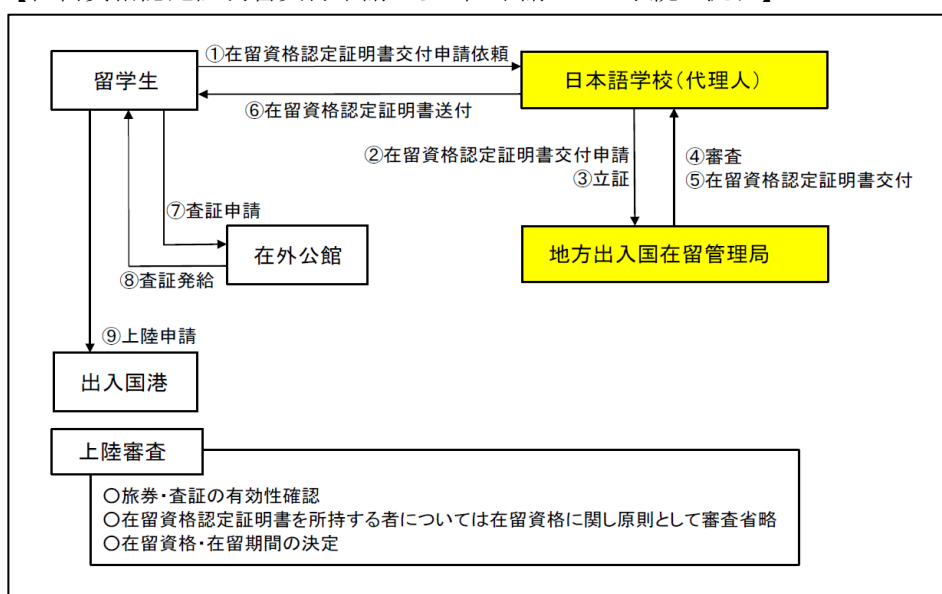 ①在留資格認定証明書交付申請依頼
留学生
日本語学校(代理人)
⑥在留資格認定証明書送付
②在留資格認定証明書交付申請
③立証
④審査
⑤在留資格認定証明書交付
⑦査証申請
在外公館
地方出入国在留管理局
⑧査証発給
⑨上陸申請
出入国港
上陸審査
○旅券・査証の有効性確認
○在留資格認定証明書を所持する者については在留資格に関し原則として審査省略
○在留資格・在留期間の決定